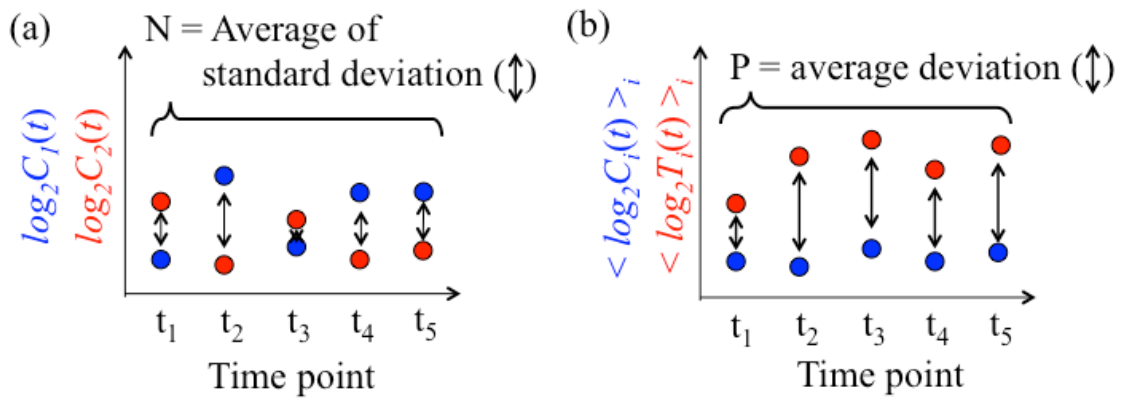 (a)
N = Average of
standard deviation (↕)
log₂C₁(t)
log₂C₂(t)
t₁ t₂ t₃ t₄ t₅
Time point
(b)
P = average deviation (↕)
< log₂Cᵢ(t) >ᵢ
< log₂Tᵢ(t) >ᵢ
t₁ t₂ t₃ t₄ t₅
Time point